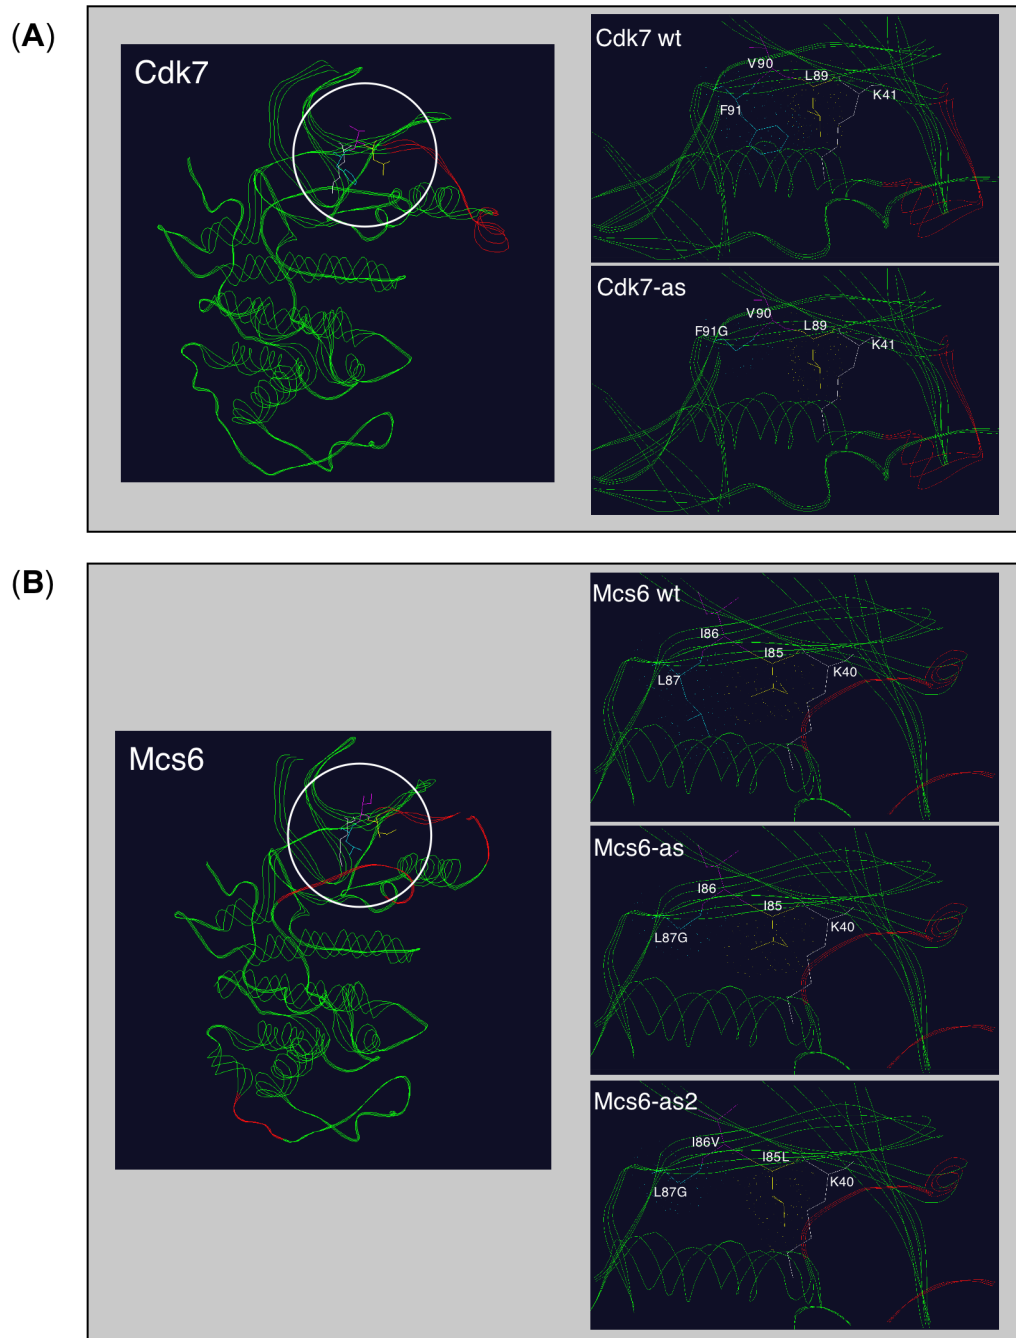 (A)
Cdk7
Cdk7 wt
V90
L89
K41
F91
Cdk7-as
V90
L89
F91G
K41
(B)
Mcs6
Mcs6 wt
I86
I85
L87
K40
Mcs6-as
I86
I85
L87G
K40
Mcs6-as2
I86V
I85L
K40
L87G